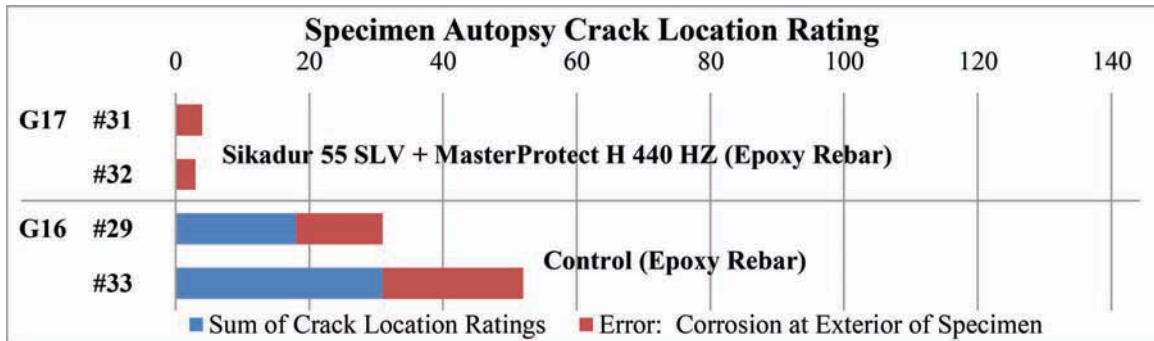 Specimen Autopsy Crack Location Rating
0 20 40 60 80 100 120 140
G17 #31
Sikadur 55 SLV + MasterProtect H 440 HZ (Epoxy Rebar)
#32
G16 #29
Control (Epoxy Rebar)
#33
Sum of Crack Location Ratings Error: Corrosion at Exterior of Specimen